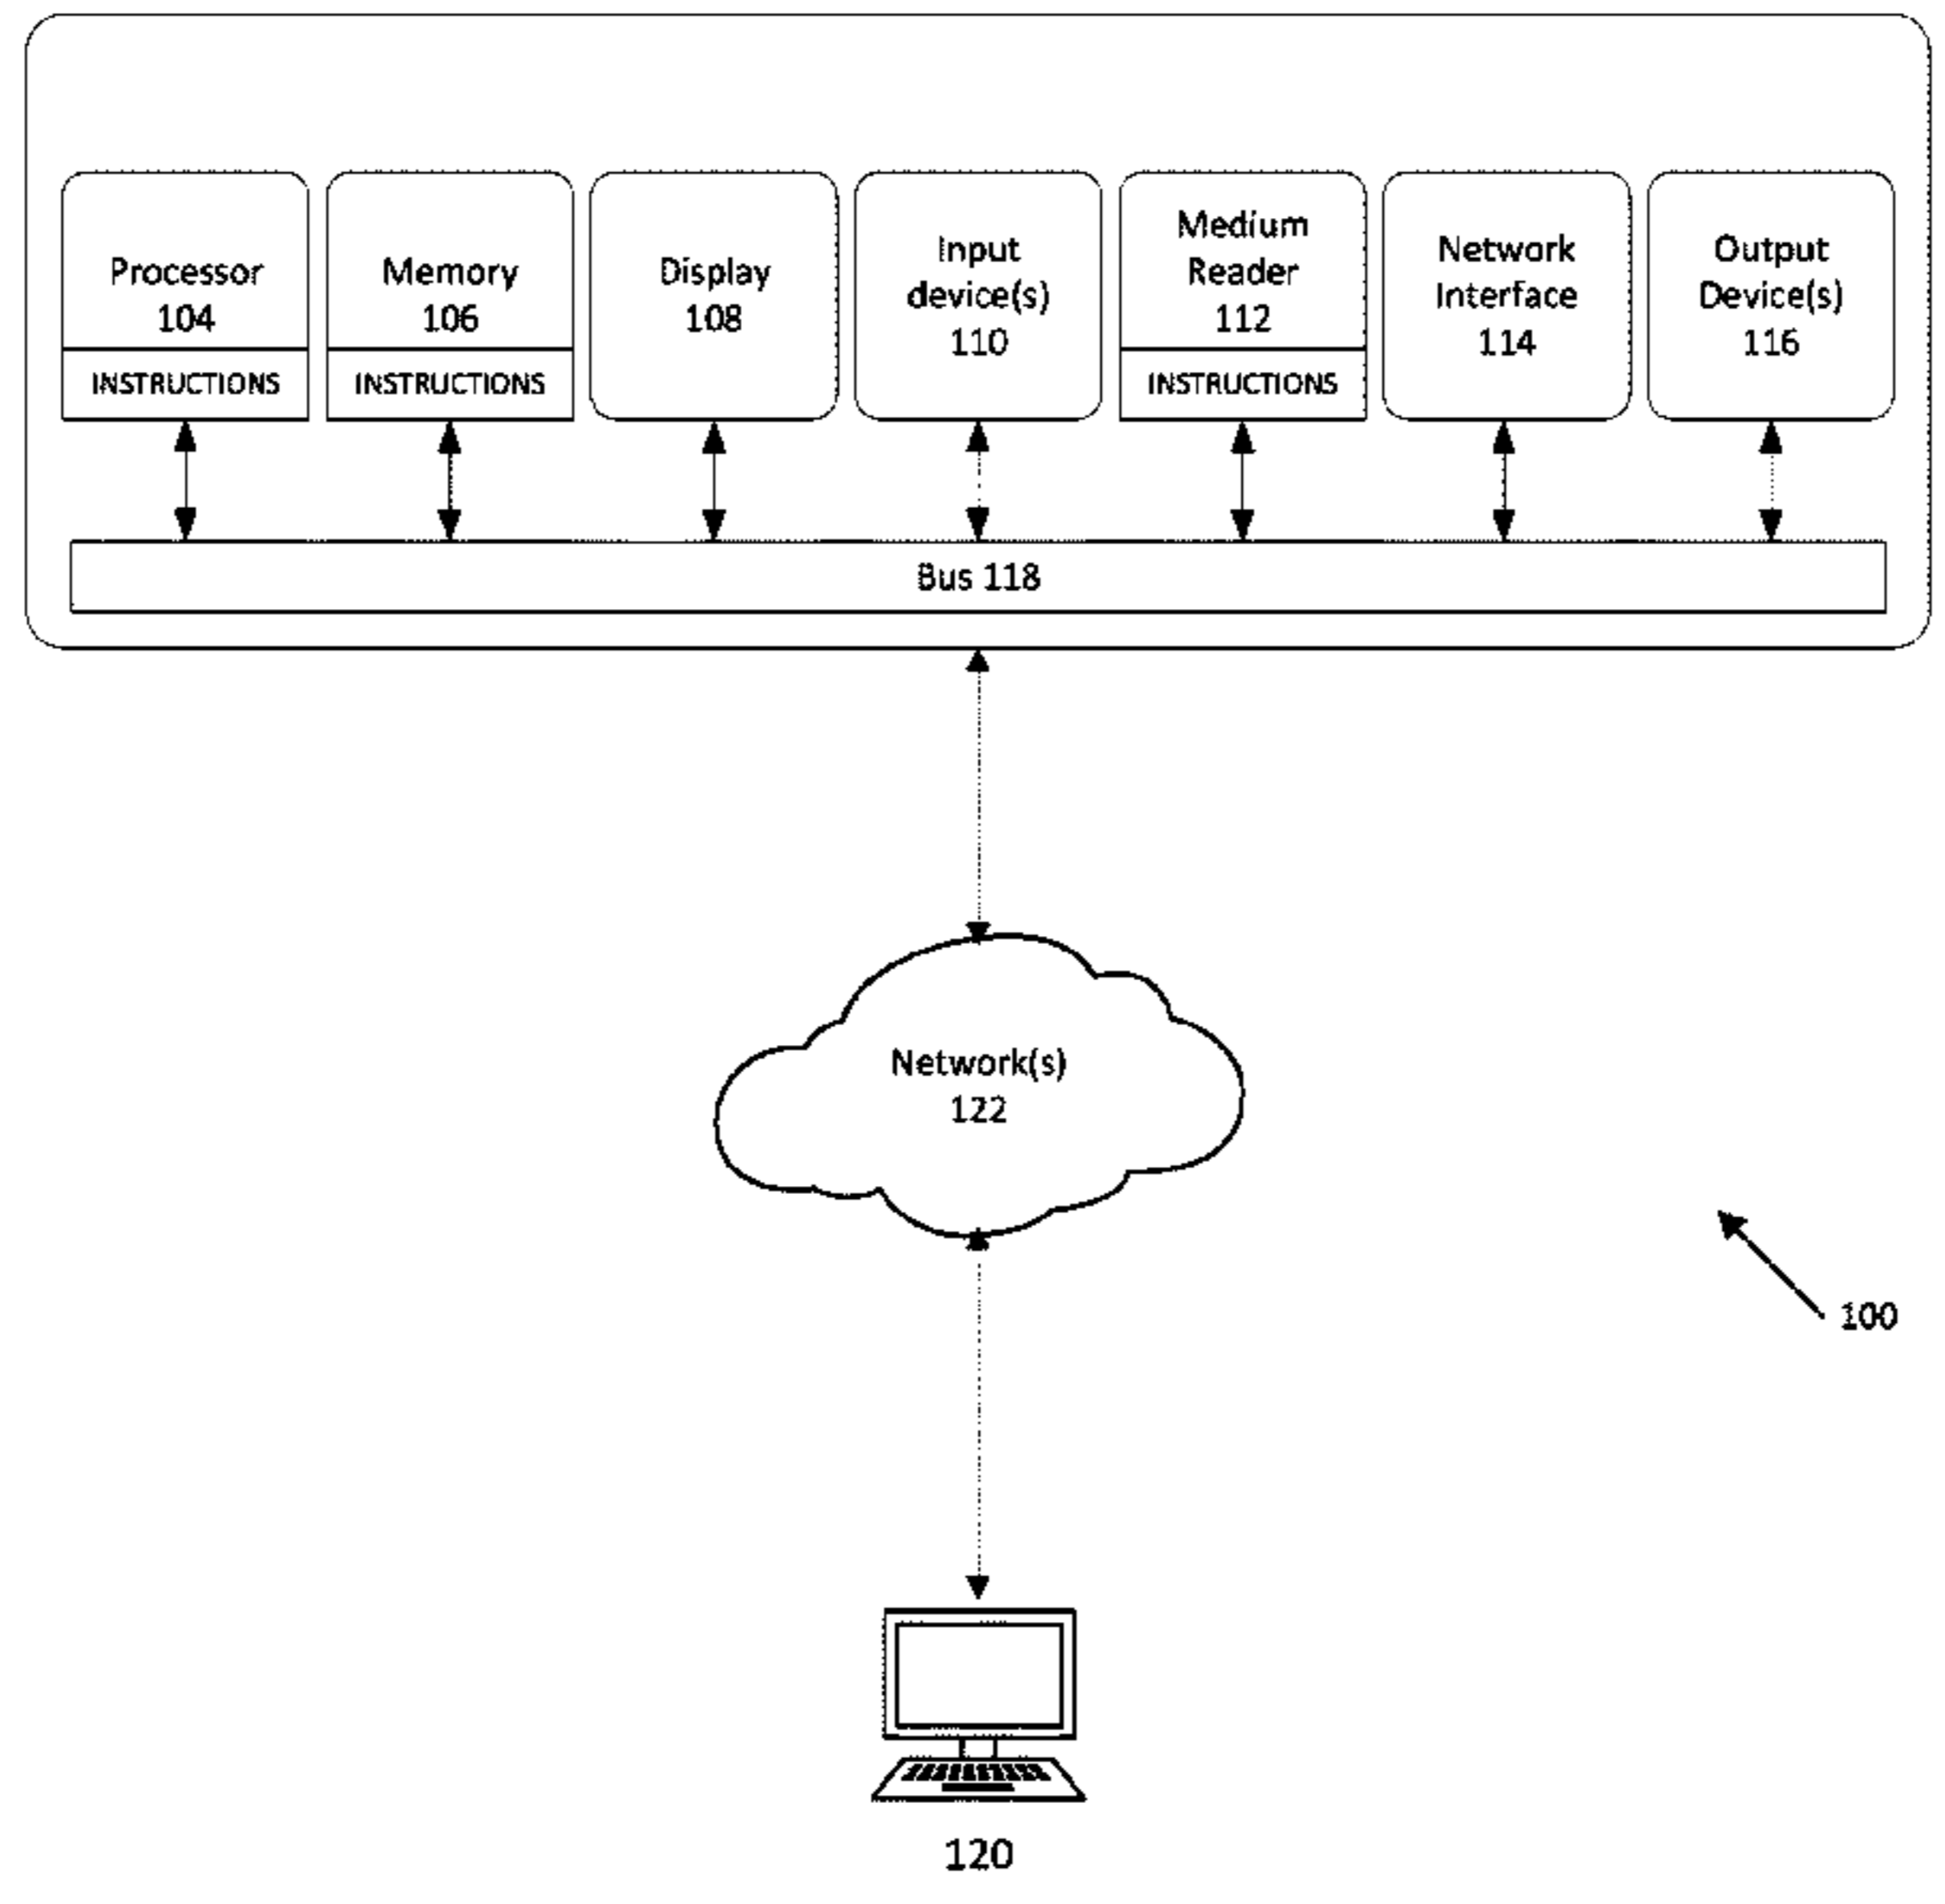 Processor
104
INSTRUCTIONS
Memory
106
INSTRUCTIONS
Display
108
Input
device(s)
110
Medium
Reader
112
INSTRUCTIONS
Network
Interface
114
Output
Device(s)
116
Bus 118
Network(s)
122
100
120